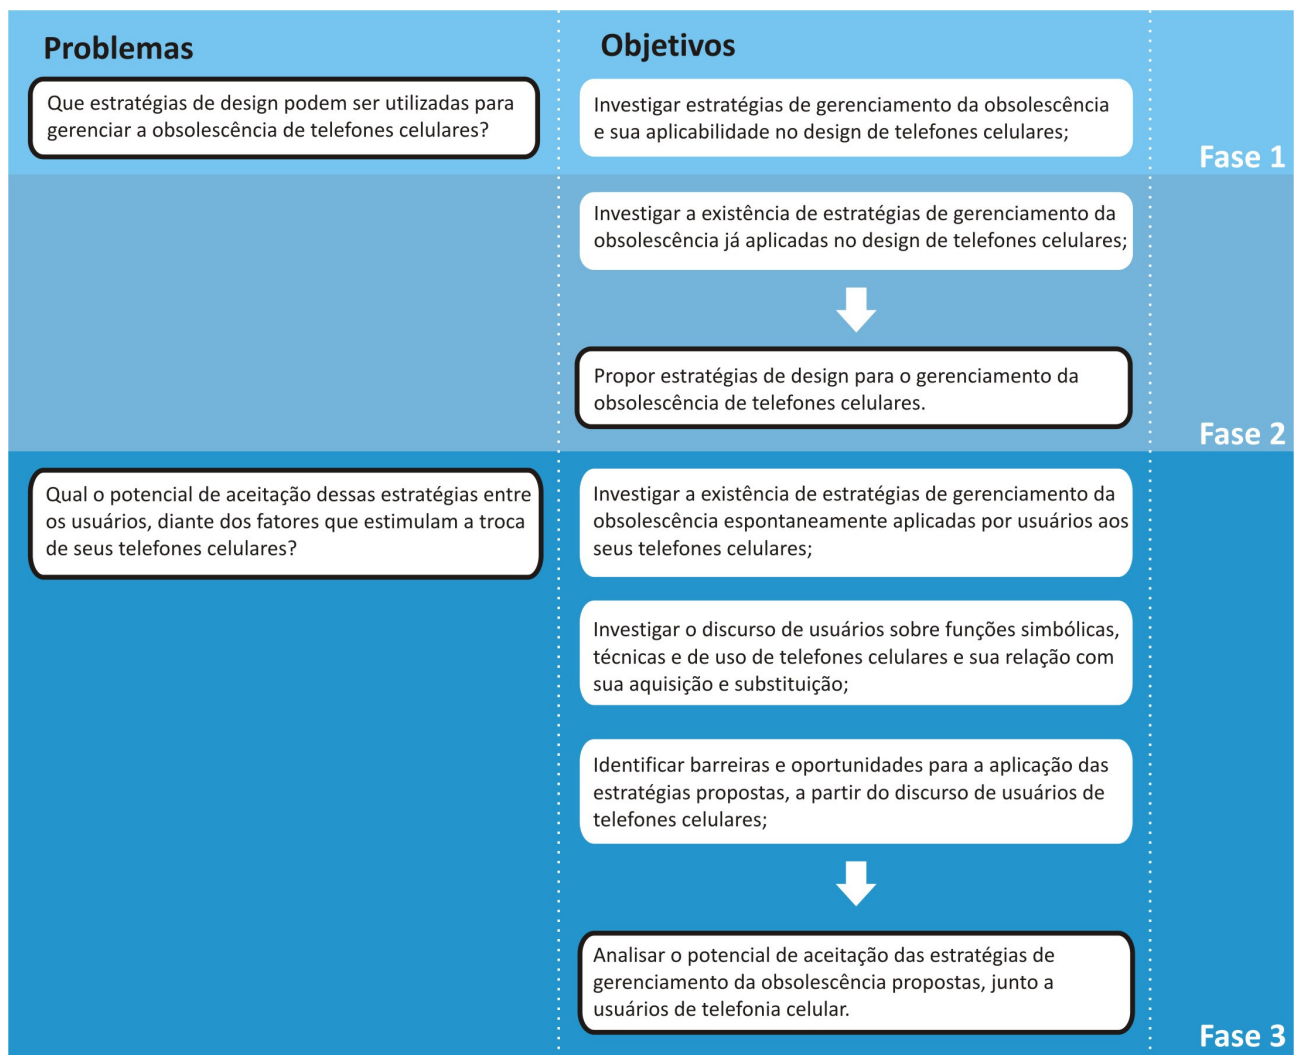 Problemas
Objetivos
Que estratégias de design podem ser utilizadas para
gerenciar a obsolescência de telefones celulares?
Investigar estratégias de gerenciamento da obsolescência
e sua aplicabilidade no design de telefones celulares;
Fase 1
Investigar a existência de estratégias de gerenciamento da
obsolescência já aplicadas no design de telefones celulares;
Propor estratégias de design para o gerenciamento da
obsolescência de telefones celulares.
Fase 2
Qual o potencial de aceitação dessas estratégias entre
os usuários, diante dos fatores que estimulam a troca
de seus telefones celulares?
Investigar a existência de estratégias de gerenciamento da
obsolescência espontaneamente aplicadas por usuários aos
seus telefones celulares;
Investigar o discurso de usuários sobre funções simbólicas,
técnicas e de uso de telefones celulares e sua relação com
sua aquisição e substituição;
Identificar barreiras e oportunidades para a aplicação das
estratégias propostas, a partir do discurso de usuários de
telefones celulares;
Analisar o potencial de aceitação das estratégias de
gerenciamento da obsolescência propostas, junto a
usuários de telefonia celular.
Fase 3